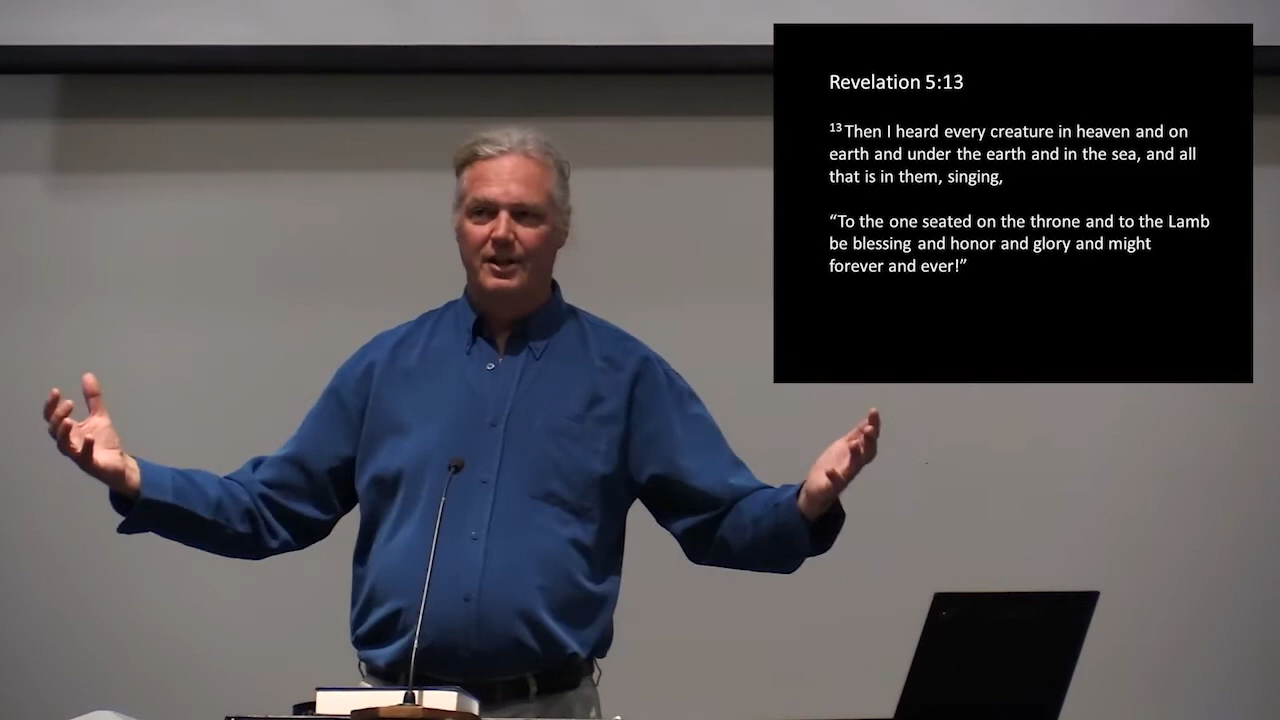 Revelation 5:13
13 Then I heard every creature in heaven and on
earth and under the earth and in the sea, and all
that is in them, singing,
“To the one seated on the throne and to the Lamb
be blessing and honor and glory and might
forever and ever!”